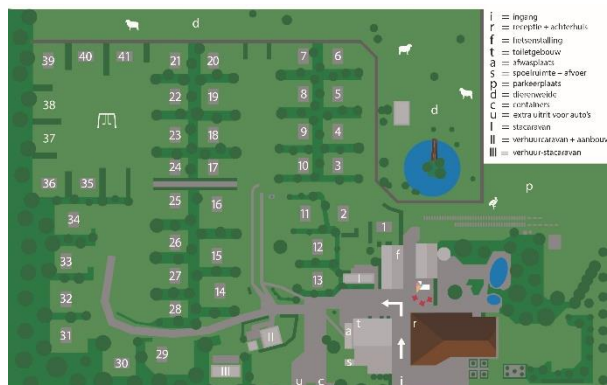 d
i = ingang
r = receptie + achterhuis
f = fietsenstalling
t = toiletgebouw
a = afwasplaats
s = spoelruimte + afvoer
p = parkeerplaats
d = dierenweide
c = containers
u = extra uitrit voor auto's
I = stacaravan
II = verhuurcaravan + aanbouw
III = verhuur-stacaravan
39 40 41 21 20 7 6
38 22 19 8 5 d
37 23 18 9 4
24 17 10 3
36 35 p
34 25 16 11 2
1
33 26 15 12 f
32 27 14 13 I
31 28 a t r
30 29 II s
III u c i